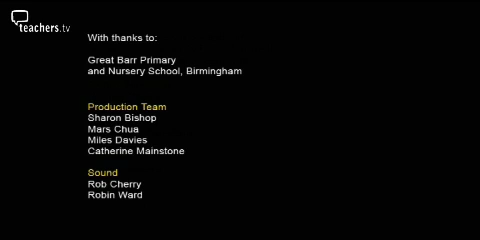 teachers.tv
With thanks to:
Great Barr Primary
and Nursery School, Birmingham
Production Team
Sharon Bishop
Mars Chua
Miles Davies
Catherine Mainstone
Sound
Rob Cherry
Robin Ward